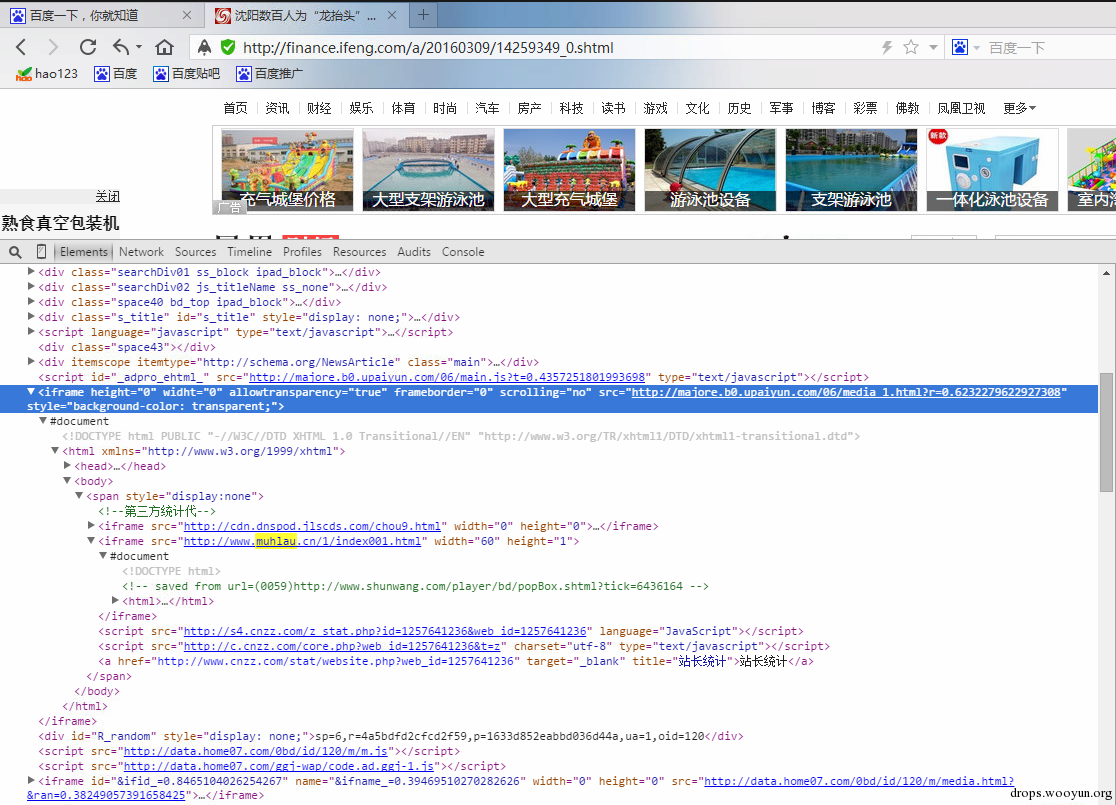 百度一下，你就知道
沈阳数百人为“龙抬头”...
http://finance.ifeng.com/a/20160309/14259349_0.shtml
百度一下
hao123 百度 百度贴吧 百度推广
首页 资讯 财经 娱乐 体育 时尚 汽车 房产 科技 读书 游戏 文化 历史 军事 博客 彩票 佛教 凤凰卫视 更多
新款
关闭
充气城堡价格 大型支架游泳池 大型充气城堡 游泳池设备 支架游泳池 一体化泳池设备 室内
广告
熟食真空包装机
Elements Network Sources Timeline Profiles Resources Audits Console
<div class="searchDiv01 ss_block ipad_block">…</div>
<div class="searchDiv02 js_titleName ss_none">…</div>
<div class="space40 bd_top ipad_block">…</div>
<div class="s_title" id="s_title" style="display: none;">…</div>
<script language="javascript" type="text/javascript">…</script>
<div class="space43"></div>
<div itemscope itemtype="http://schema.org/NewsArticle" class="main">…</div>
<script id="_adpro_ehtml_" src="http://majore.b0.upaiyun.com/06/main.js?t=0.4357251801993698" type="text/javascript"></script>
<iframe height="0" widht="0" allowtransparency="true" frameborder="0" scrolling="no" src="http://majore.b0.upaiyun.com/06/media_1.html?r=0.6232279622927308"
style="background-color: transparent;">
#document
<!DOCTYPE html PUBLIC "-//W3C//DTD XHTML 1.0 Transitional//EN" "http://www.w3.org/TR/xhtml1/DTD/xhtml1-transitional.dtd">
<html xmlns="http://www.w3.org/1999/xhtml">
<head>…</head>
<body>
<span style="display:none">
<!--第三方统计代-->
<iframe src="http://cdn.dnspod.jlscds.com/chou9.html" width="0" height="0">…</iframe>
<iframe src="http://www.muhlau.cn/1/index001.html" width="60" height="1">
#document
<!DOCTYPE html>
<!-- saved from url=(0059)http://www.shunwang.com/player/bd/popBox.shtml?tick=6436164 -->
<html>…</html>
</iframe>
<script src="http://s4.cnzz.com/z_stat.php?id=1257641236&web_id=1257641236" language="JavaScript"></script>
<script src="http://c.cnzz.com/core.php?web_id=1257641236&t=z" charset="utf-8" type="text/javascript"></script>
<a href="http://www.cnzz.com/stat/website.php?web_id=1257641236" target="_blank" title="站长统计">站长统计</a>
</span>
</body>
</html>
</iframe>
<div id="R_random" style="display: none;">sp=6,r=4a5bdfd2cfcd2f59,p=1633d852eabbd036d44a,ua=1,oid=120</div>
<script src="http://data.home07.com/0bd/id/120/m/m.js"></script>
<script src="http://data.home07.com/ggj-wap/code.ad.ggj-1.js"></script>
<iframe id="&ifid_=0.8465104026254267" name="&ifname_=0.39469510270282626" width="0" height="0" src="http://data.home07.com/0bd/id/120/m/media.html?
&ran=0.38249057391658425">…</iframe>
drops.wooyun.org